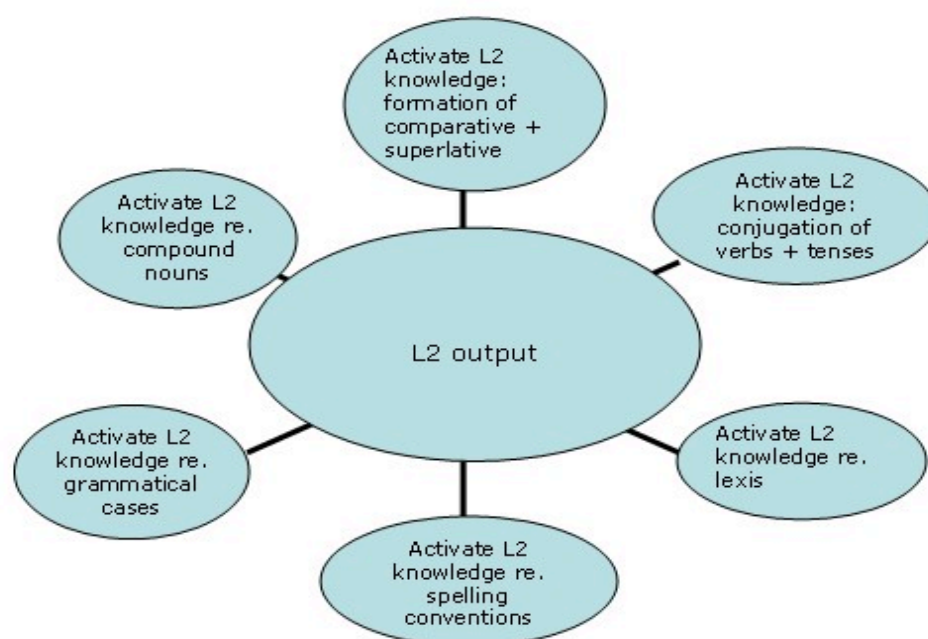 Activate L2
knowledge:
formation of
comparative +
superlative
Activate L2
knowledge re.
compound
nouns
Activate L2
knowledge:
conjugation of
verbs + tenses
L2 output
Activate L2
knowledge re.
grammatical
cases
Activate L2
knowledge re.
lexis
Activate L2
knowledge re.
spelling
conventions